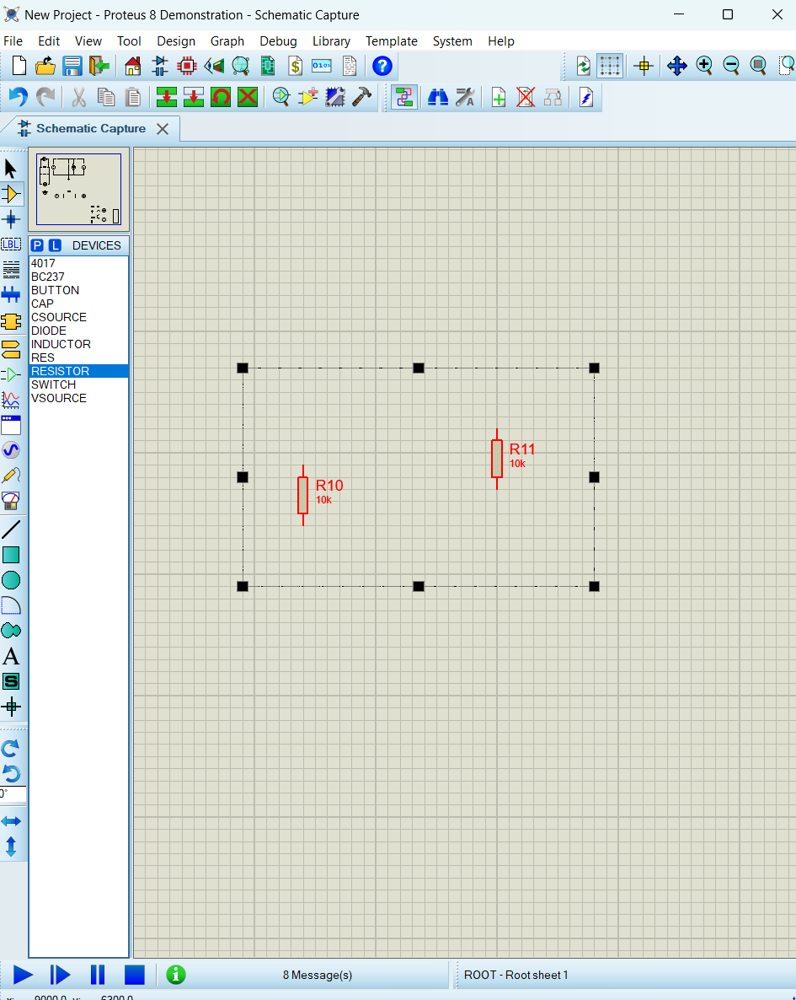 New Project - Proteus 8 Demonstration - Schematic Capture
File Edit View Tool Design Graph Debug Library Template System Help
$ 010 ?
A
Schematic Capture
LBL
P L DEVICES
4017
BC237
BUTTON
CAP
CSOURCE
DIODE
INDUCTOR
RES
RESISTOR
SWITCH
VSOURCE
R11
10k
R10
10k
A
S
0°
8 Message(s)
ROOT - Root sheet 1